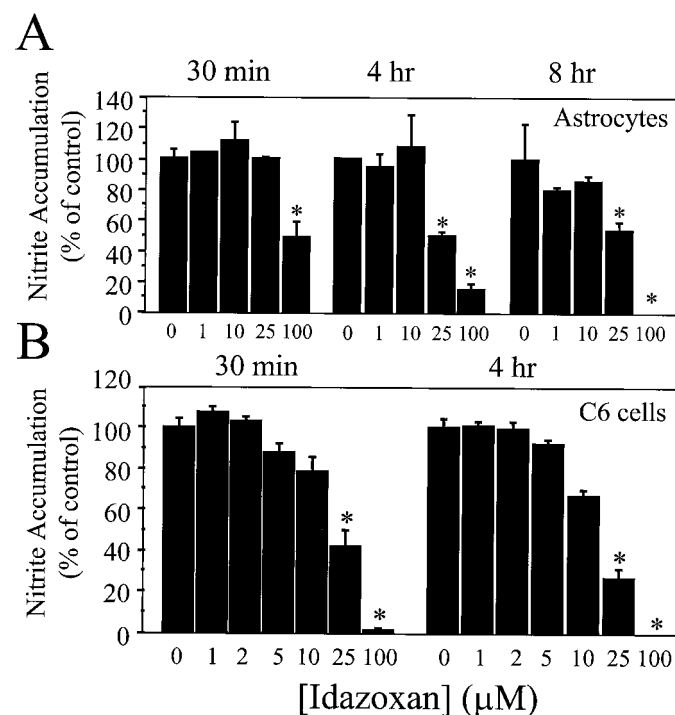 A
30 min 4 hr 8 hr
Nitrite Accumulation
(% of control)
140
120
100
80
60
40
20
0
Astrocytes
*
*
*
*
*
0 1 10 25 100 0 1 10 25 100 0 1 10 25 100
B
30 min 4 hr
Nitrite Accumulation
(% of control)
120
100
80
60
40
20
0
C6 cells
*
*
*
*
0 1 2 5 10 25 100 0 1 2 5 10 25 100
[Idazoxan] (μM)